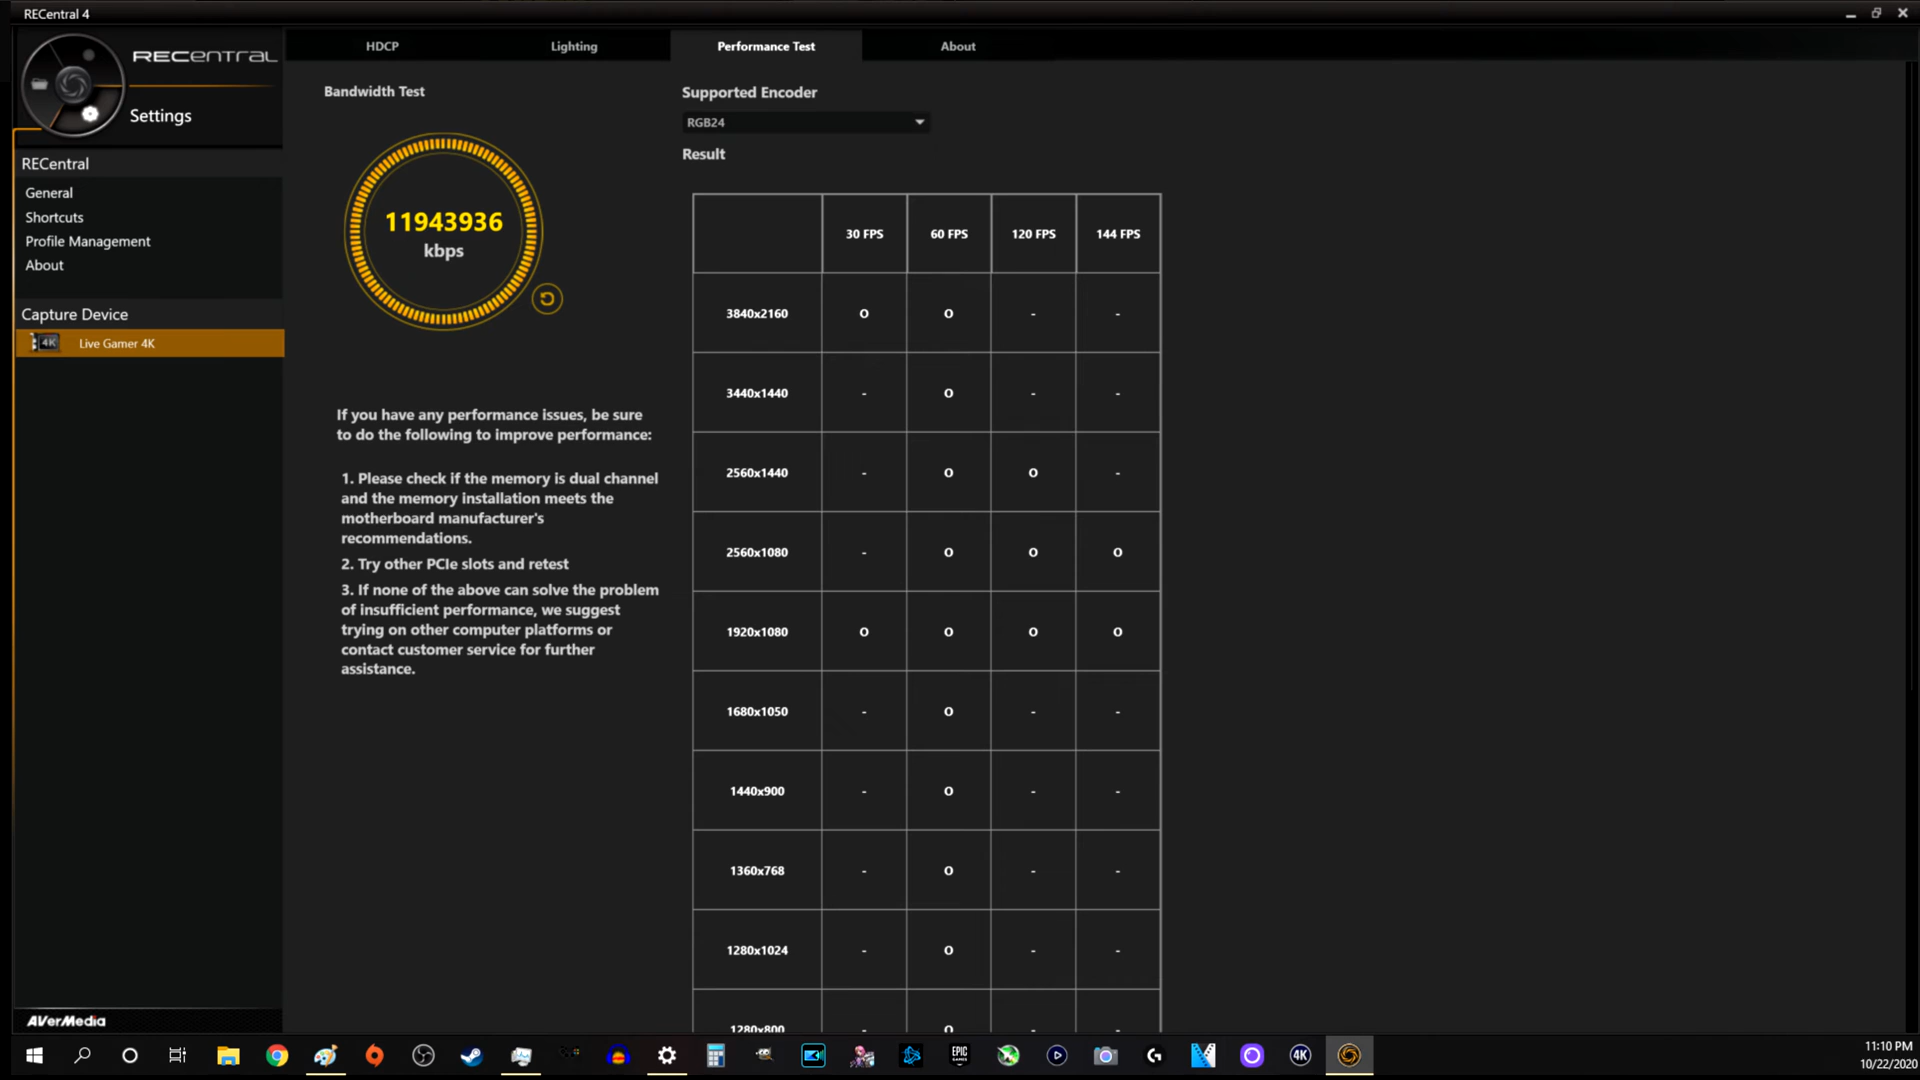 RECentral 4
RECentral
Settings
HDCP
Lighting
Performance Test
About
RECentral
General
Shortcuts
Profile Management
About
Capture Device
4K
Live Gamer 4K
AVerMedia
Bandwidth Test
11943936
kbps
If you have any performance issues, be sure
to do the following to improve performance:
1. Please check if the memory is dual channel
and the memory installation meets the
motherboard manufacturer's
recommendations.
2. Try other PCIe slots and retest
3. If none of the above can solve the problem
of insufficient performance, we suggest
trying on other computer platforms or
contact customer service for further
assistance.
Supported Encoder
RGB24
Result
30 FPS 60 FPS 120 FPS 144 FPS
3840x2160 O O - -
3440x1440 - O - -
2560x1440 - O O -
2560x1080 - O O O
1920x1080 O O O O
1680x1050 - O - -
1440x900 - O - -
1360x768 - O - -
1280x1024 - O - -
1280x800 - O - -
EPIC
GAMES
4K
11:10 PM
10/22/2020